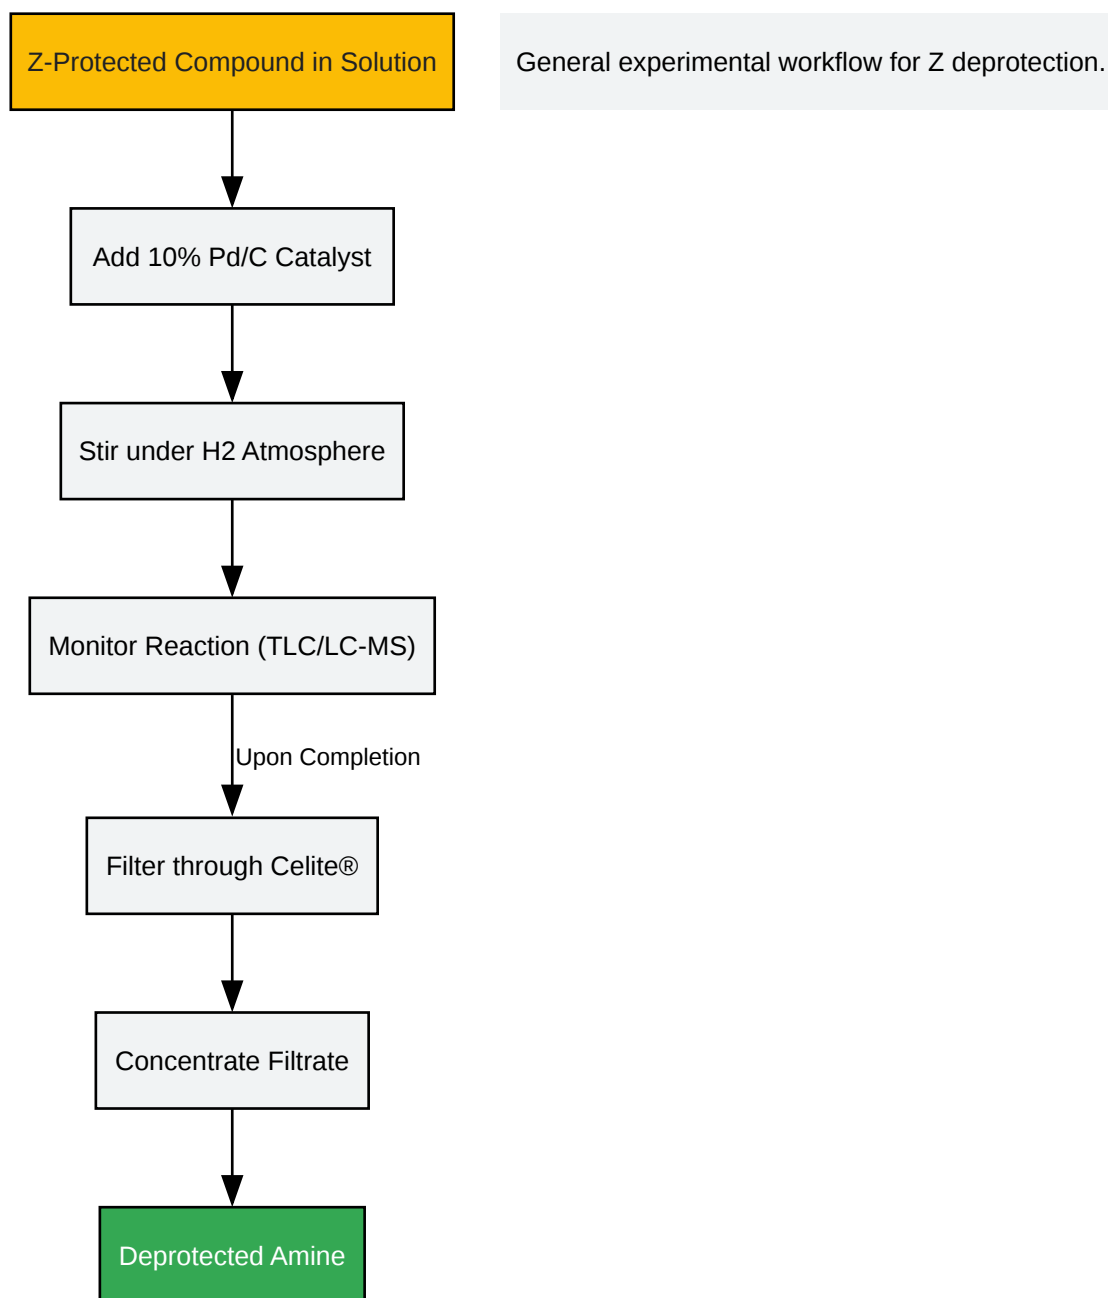 Z-Protected Compound in Solution
General experimental workflow for Z deprotection.
Add 10% Pd/C Catalyst
Stir under H2 Atmosphere
Monitor Reaction (TLC/LC-MS)
Upon Completion
Filter through Celite®
Concentrate Filtrate
Deprotected Amine